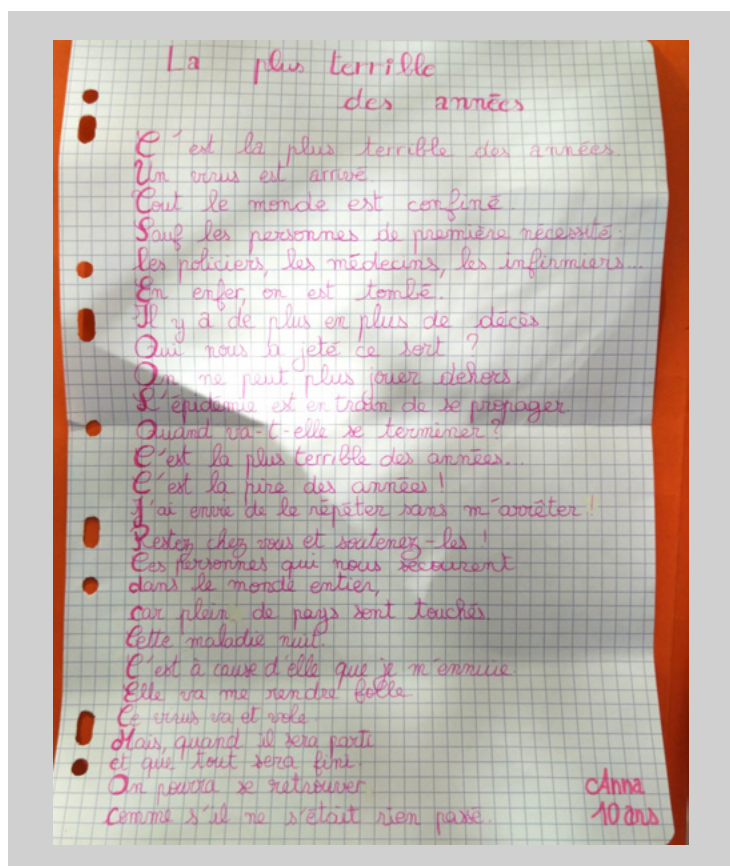 La plus terrible
des années
C'est la plus terrible des années.
Un virus est arrivé
Tout le monde est confiné.
Sauf les personnes de première nécessité.
les policiers, les médecins, les infirmiers...
En enfer, on est tombé.
Il y a de plus en plus de décès.
Qui nous a jeté ce sort ?
On ne peut plus jouer dehors.
L'épidémie est en train de se propager.
Quand va-t-elle se terminer ?
C'est la plus terrible des années...
C'est la pire des années !
J'ai envie de le répéter sans m'arrêter !
Restez chez vous et soutenez-les !
Ces personnes qui nous secourent
dans le monde entier,
car plein de pays sont touchés.
Cette maladie nuit.
C'est à cause d'elle que je m'ennuie.
Elle va me rendre folle
Ce virus va et vole.
Mais, quand il sera parti
et que tout sera fini.
On pourra se retrouver
comme s'il ne s'était rien passé.
Anna
10 ans